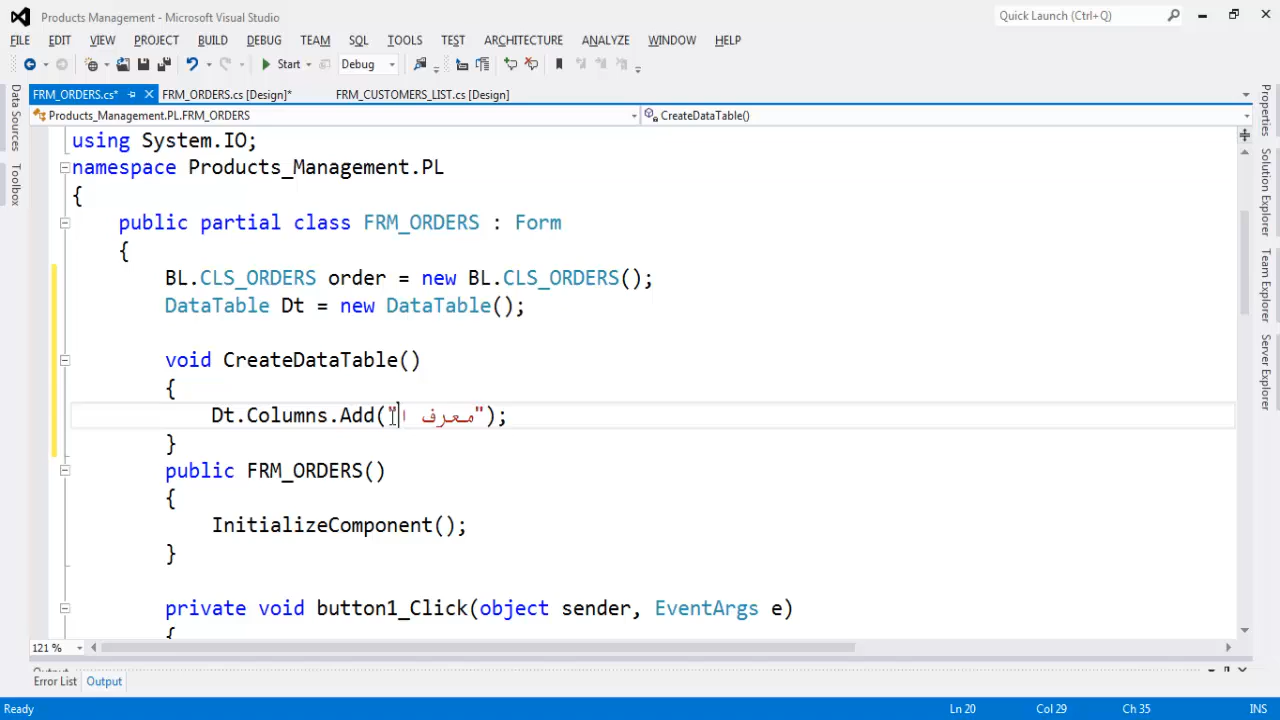 Products Management - Microsoft Visual Studio
Quick Launch (Ctrl+Q)
FILE EDIT VIEW PROJECT BUILD DEBUG TEAM SQL TOOLS TEST ARCHITECTURE ANALYZE WINDOW HELP
Start Debug
FRM_ORDERS.cs* FRM_ORDERS.cs [Design]* FRM_CUSTOMERS_LIST.cs [Design]
Products_Management.PL.FRM_ORDERS CreateDataTable()
using System.IO;
namespace Products_Management.PL
{
public partial class FRM_ORDERS : Form
{
BL.CLS_ORDERS order = new BL.CLS_ORDERS();
DataTable Dt = new DataTable();
void CreateDataTable()
{
Dt.Columns.Add("معرف ا");
}
public FRM_ORDERS()
{
InitializeComponent();
}
private void button1_Click(object sender, EventArgs e)
{
121 %
Output
Error List Output
Ready Ln 20 Col 29 Ch 35 INS
Data Sources
Toolbox
Properties
Solution Explorer
Team Explorer
Server Explorer